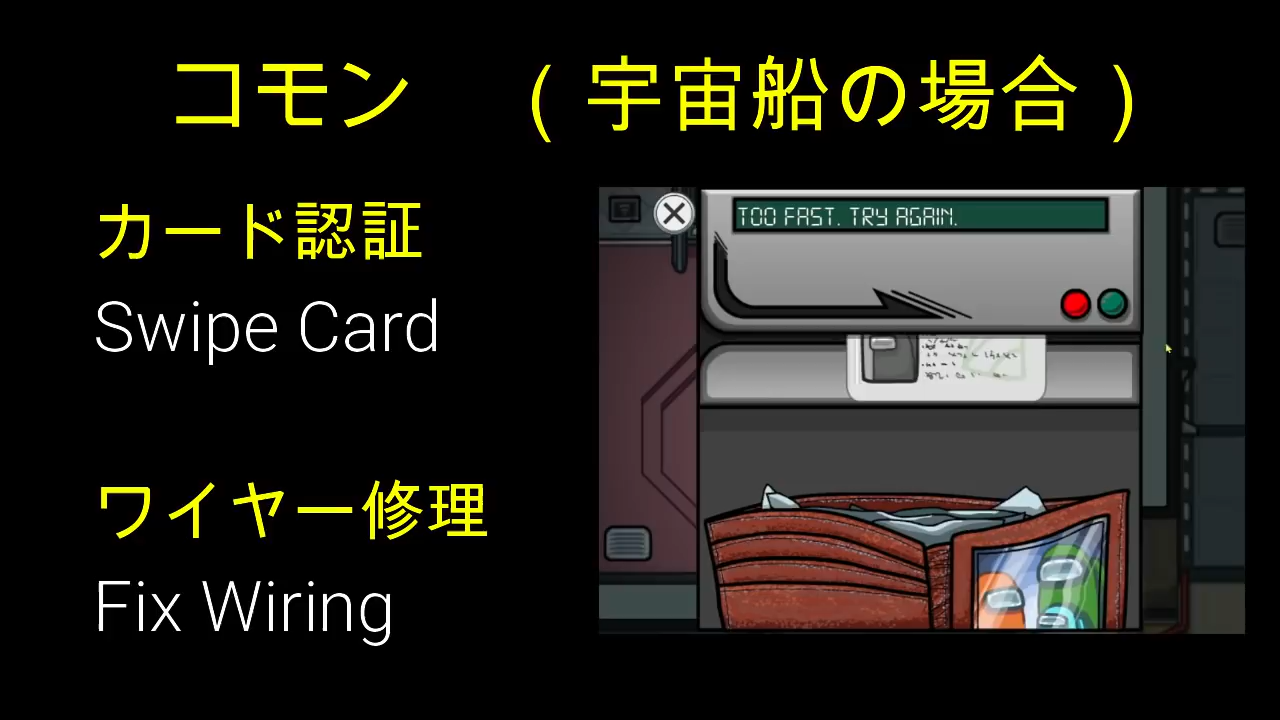 コモン （宇宙船の場合）
カード認証
Swipe Card
TOO FAST. TRY AGAIN.
ワイヤー修理
Fix Wiring